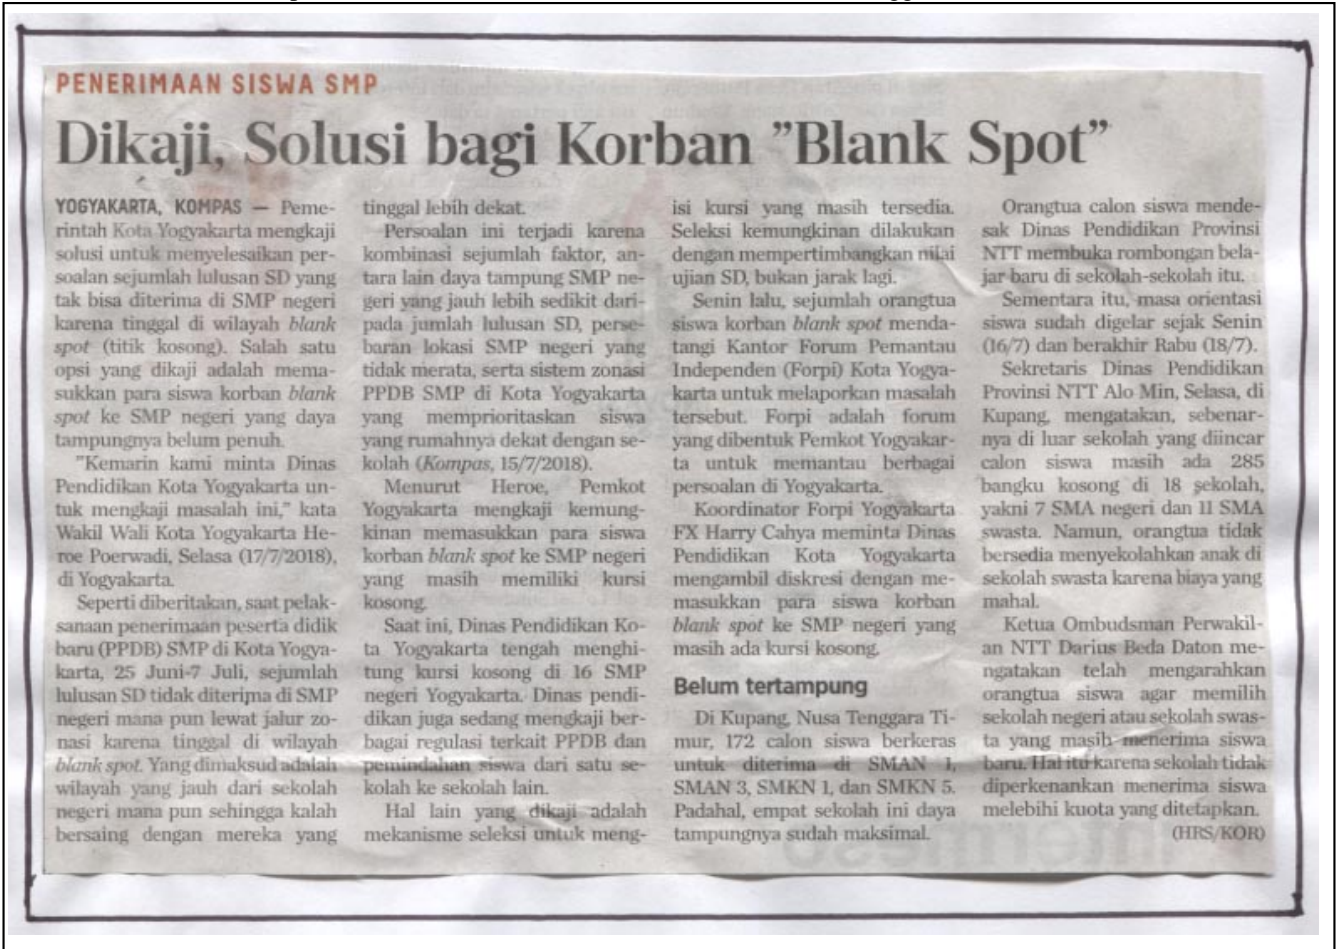 PENERIMAAN SISWA SMP
Dikaji, Solusi bagi Korban "Blank Spot"
YOGYAKARTA, KOMPAS — Peme-
rintah Kota Yogyakarta mengkaji
solusi untuk menyelesaikan per-
soalan sejumlah lulusan SD yang
tak bisa diterima di SMP negeri
karena tinggal di wilayah blank
spot (titik kosong). Salah satu
opsi yang dikaji adalah mema-
sukkan para siswa korban blank
spot ke SMP negeri yang daya
tampungnya belum penuh.
"Kemarin kami minta Dinas
Pendidikan Kota Yogyakarta un-
tuk mengkaji masalah ini," kata
Wakil Wali Kota Yogyakarta He-
roe Poerwadi, Selasa (17/7/2018),
di Yogyakarta.
Seperti diberitakan, saat pelak-
sanaan penerimaan peserta didik
baru (PPDB) SMP di Kota Yogya-
karta, 25 Juni-7 Juli, sejumlah
lulusan SD tidak diterima di SMP
negeri mana pun lewat jalur zo-
nasi karena tinggal di wilayah
blank spot. Yang dimaksud adalah
wilayah yang jauh dari sekolah
negeri mana pun sehingga kalah
bersaing dengan mereka yang
tinggal lebih dekat.
Persoalan ini terjadi karena
kombinasi sejumlah faktor, an-
tara lain daya tampung SMP ne-
geri yang jauh lebih sedikit dari-
pada jumlah lulusan SD, perse-
baran lokasi SMP negeri yang
tidak merata, serta sistem zonasi
PPDB SMP di Kota Yogyakarta
yang memprioritaskan siswa
yang rumahnya dekat dengan se-
kolah (Kompas, 15/7/2018).
Menurut Heroe, Pemkot
Yogyakarta mengkaji kemung-
kinan memasukkan para siswa
korban blank spot ke SMP negeri
yang masih memiliki kursi
kosong.
Saat ini, Dinas Pendidikan Ko-
ta Yogyakarta tengah menghi-
tung kursi kosong di 16 SMP
negeri Yogyakarta. Dinas pendi-
dikan juga sedang mengkaji ber-
bagai regulasi terkait PPDB dan
pemindahan siswa dari satu se-
kolah ke sekolah lain.
Hal lain yang dikaji adalah
mekanisme seleksi untuk meng-
isi kursi yang masih tersedia.
Seleksi kemungkinan dilakukan
dengan mempertimbangkan nilai
ujian SD, bukan jarak lagi.
Senin lalu, sejumlah orangtua
siswa korban blank spot menda-
tangi Kantor Forum Pemantau
Independen (Forpi) Kota Yogya-
karta untuk melaporkan masalah
tersebut. Forpi adalah forum
yang dibentuk Pemkot Yogyakar-
ta untuk memantau berbagai
persoalan di Yogyakarta.
Koordinator Forpi Yogyakarta
FX Harry Cahya meminta Dinas
Pendidikan Kota Yogyakarta
mengambil diskresi dengan me-
masukkan para siswa korban
blank spot ke SMP negeri yang
masih ada kursi kosong.
Belum tertampung
Di Kupang, Nusa Tenggara Ti-
mur, 172 calon siswa berkeras
untuk diterima di SMAN 1,
SMAN 3, SMKN 1, dan SMKN 5.
Padahal, empat sekolah ini daya
tampungnya sudah maksimal.
Orangtua calon siswa mende-
sak Dinas Pendidikan Provinsi
NTT membuka rombongan bela-
jar baru di sekolah-sekolah itu.
Sementara itu, masa orientasi
siswa sudah digelar sejak Senin
(16/7) dan berakhir Rabu (18/7).
Sekretaris Dinas Pendidikan
Provinsi NTT Alo Min, Selasa, di
Kupang, mengatakan, sebenar-
nya di luar sekolah yang diincar
calon siswa masih ada 285
bangku kosong di 18 sekolah,
yakni 7 SMA negeri dan 11 SMA
swasta. Namun, orangtua tidak
bersedia menyekolahkan anak di
sekolah swasta karena biaya yang
mahal.
Ketua Ombudsman Perwakil-
an NTT Darius Beda Daton me-
ngatakan telah mengarahkan
orangtua siswa agar memilih
sekolah negeri atau sekolah swas-
ta yang masih menerima siswa
baru. Hal itu karena sekolah tidak
diperkenankan menerima siswa
melebihi kuota yang ditetapkan.
(HRS/KOR)